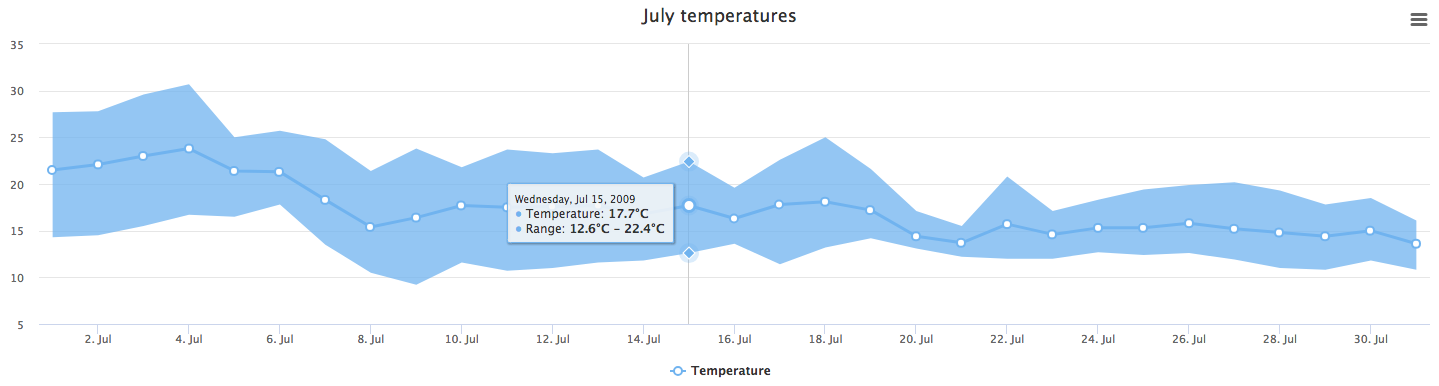 July temperatures
35
30
25
20
15
10
5
Wednesday, Jul 15, 2009
Temperature: 17.7°C
Range: 12.6°C - 22.4°C
2. Jul 4. Jul 6. Jul 8. Jul 10. Jul 12. Jul 14. Jul 16. Jul 18. Jul 20. Jul 22. Jul 24. Jul 26. Jul 28. Jul 30. Jul
Temperature